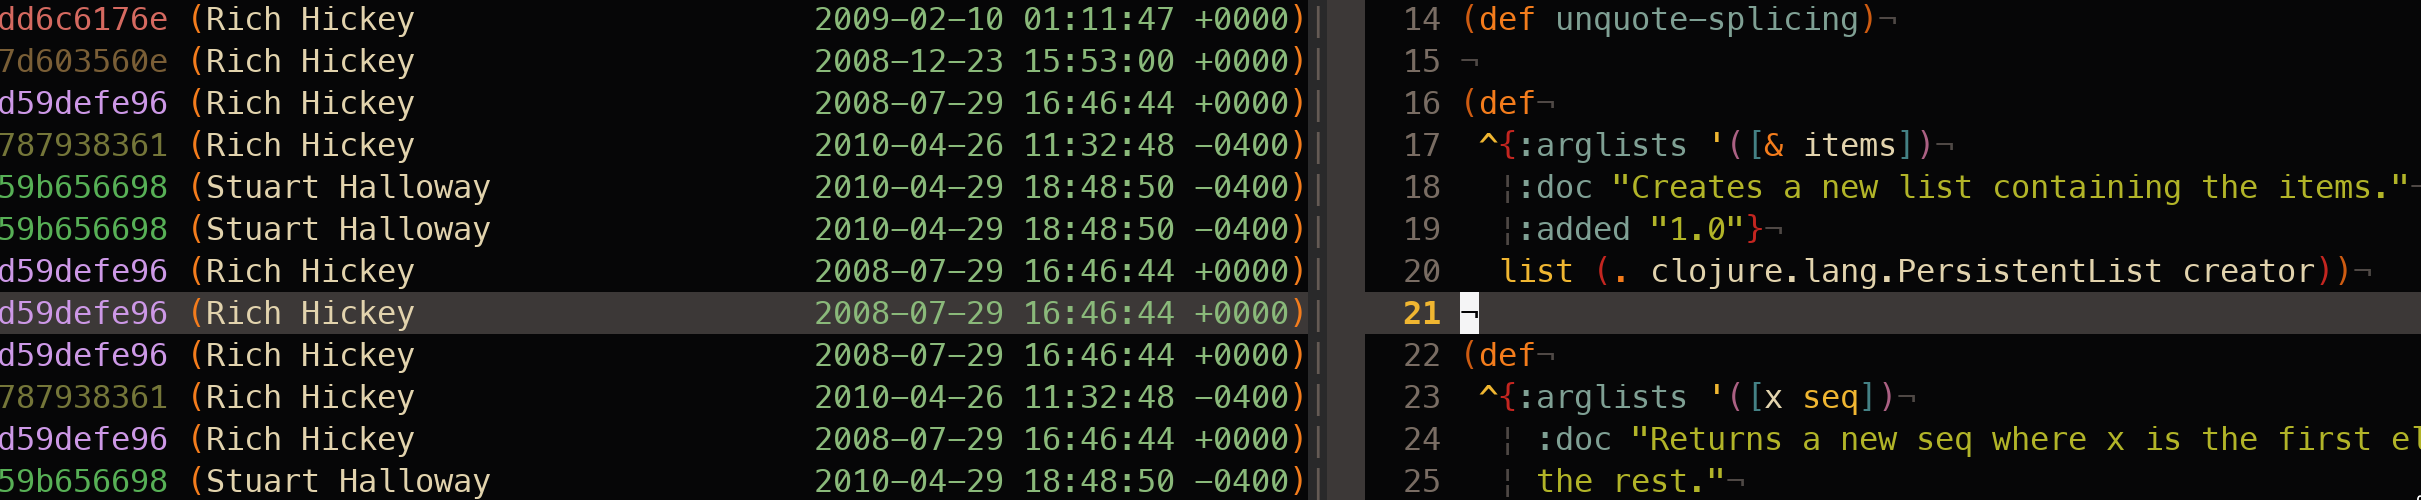 dd6c6176e (Rich Hickey 2009-02-10 01:11:47 +0000)| 14 (def unquote-splicing)¬
7d603560e (Rich Hickey 2008-12-23 15:53:00 +0000)| 15 ¬
d59defe96 (Rich Hickey 2008-07-29 16:46:44 +0000)| 16 (def¬
787938361 (Rich Hickey 2010-04-26 11:32:48 -0400)| 17 ^{:arglists '([& items])¬
59b656698 (Stuart Halloway 2010-04-29 18:48:50 -0400)| 18 ¦:doc "Creates a new list containing the items."¬
59b656698 (Stuart Halloway 2010-04-29 18:48:50 -0400)| 19 ¦:added "1.0"}¬
d59defe96 (Rich Hickey 2008-07-29 16:46:44 +0000)| 20 list (. clojure.lang.PersistentList creator))¬
d59defe96 (Rich Hickey 2008-07-29 16:46:44 +0000)| 21 ¬
d59defe96 (Rich Hickey 2008-07-29 16:46:44 +0000)| 22 (def¬
787938361 (Rich Hickey 2010-04-26 11:32:48 -0400)| 23 ^{:arglists '([x seq])¬
d59defe96 (Rich Hickey 2008-07-29 16:46:44 +0000)| 24 ¦ :doc "Returns a new seq where x is the first el
59b656698 (Stuart Halloway 2010-04-29 18:48:50 -0400)| 25 ¦ the rest."¬